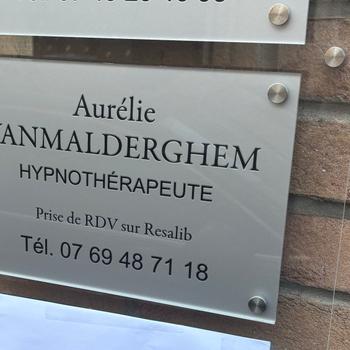 Aurélie
VANMALDERGHEM
HYPNOTHÉRAPEUTE
Prise de RDV sur Resalib
Tél. 07 69 48 71 18